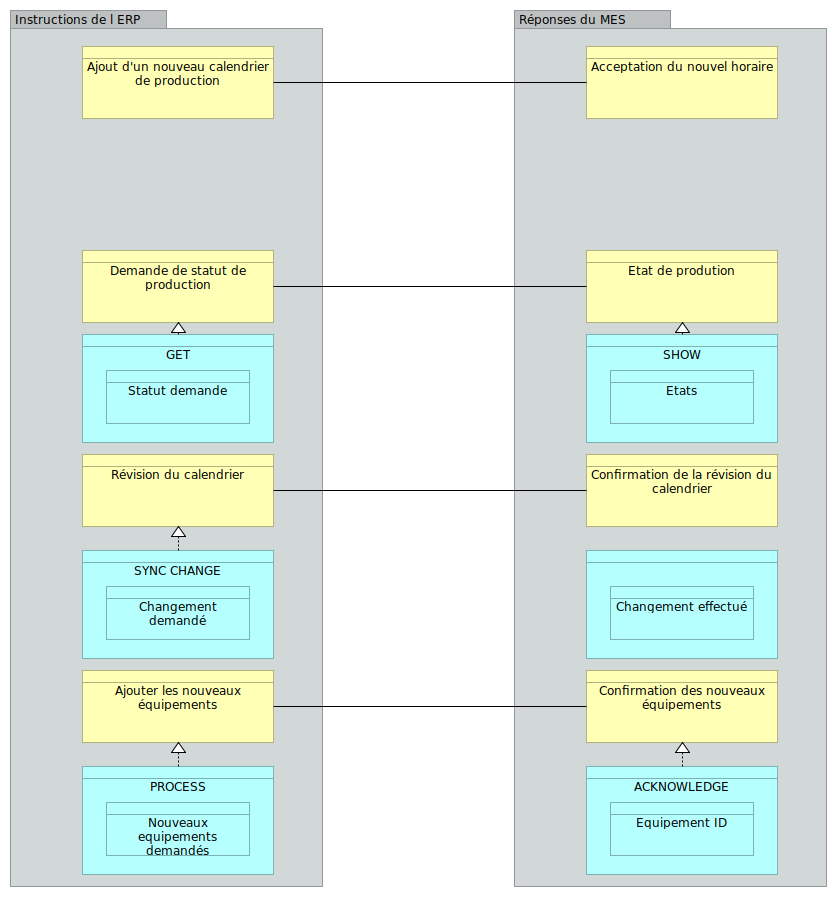 Instructions de l ERP
Réponses du MES
Ajout d'un nouveau calendrier
de production
Acceptation du nouvel horaire
Demande de statut de
production
Etat de prodution
GET
Statut demande
SHOW
Etats
Révision du calendrier
Confirmation de la révision du
calendrier
SYNC CHANGE
Changement
demandé
Changement effectué
Ajouter les nouveaux
équipements
Confirmation des nouveaux
équipements
PROCESS
Nouveaux
equipements
demandés
ACKNOWLEDGE
Equipement ID